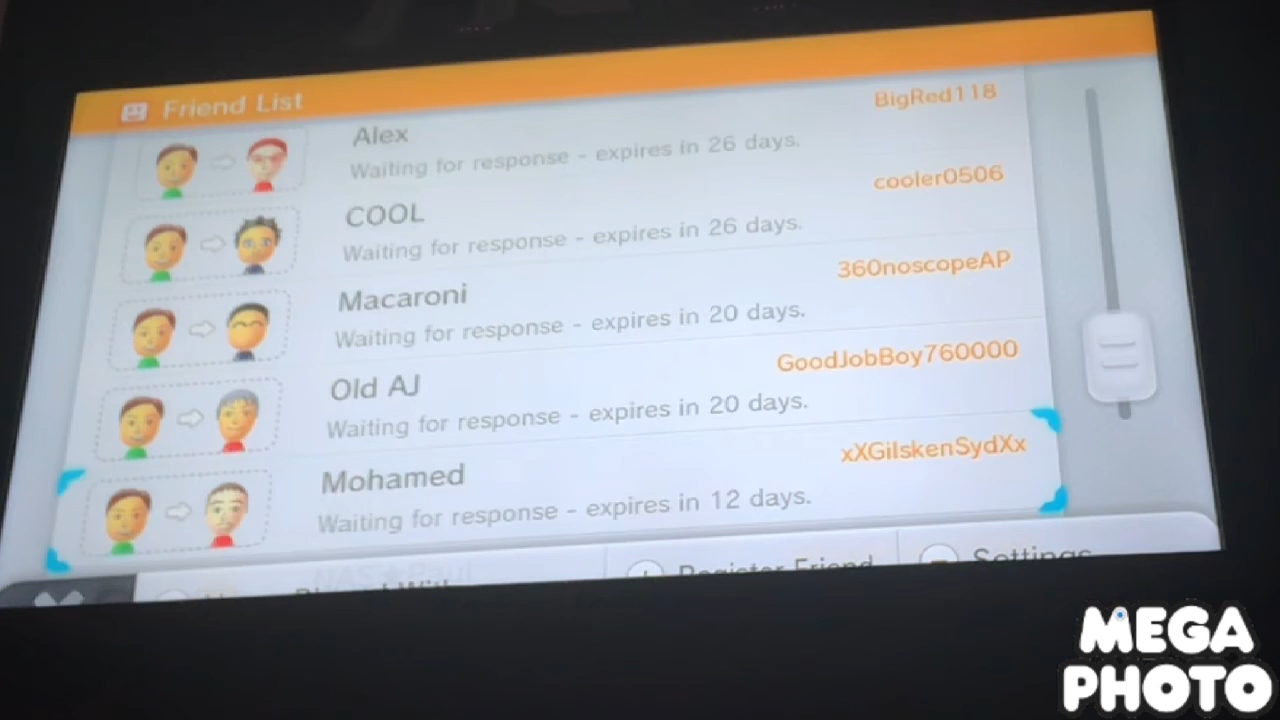 Friend List
BigRed118
Alex
Waiting for response - expires in 26 days.
cooler0506
COOL
Waiting for response - expires in 26 days.
360noscopeAP
Macaroni
Waiting for response - expires in 20 days.
GoodJobBoy760000
Old AJ
Waiting for response - expires in 20 days.
xXGilskenSydXx
Mohamed
Waiting for response - expires in 12 days.
Register Friend
Settings
MEGA
PHOTO